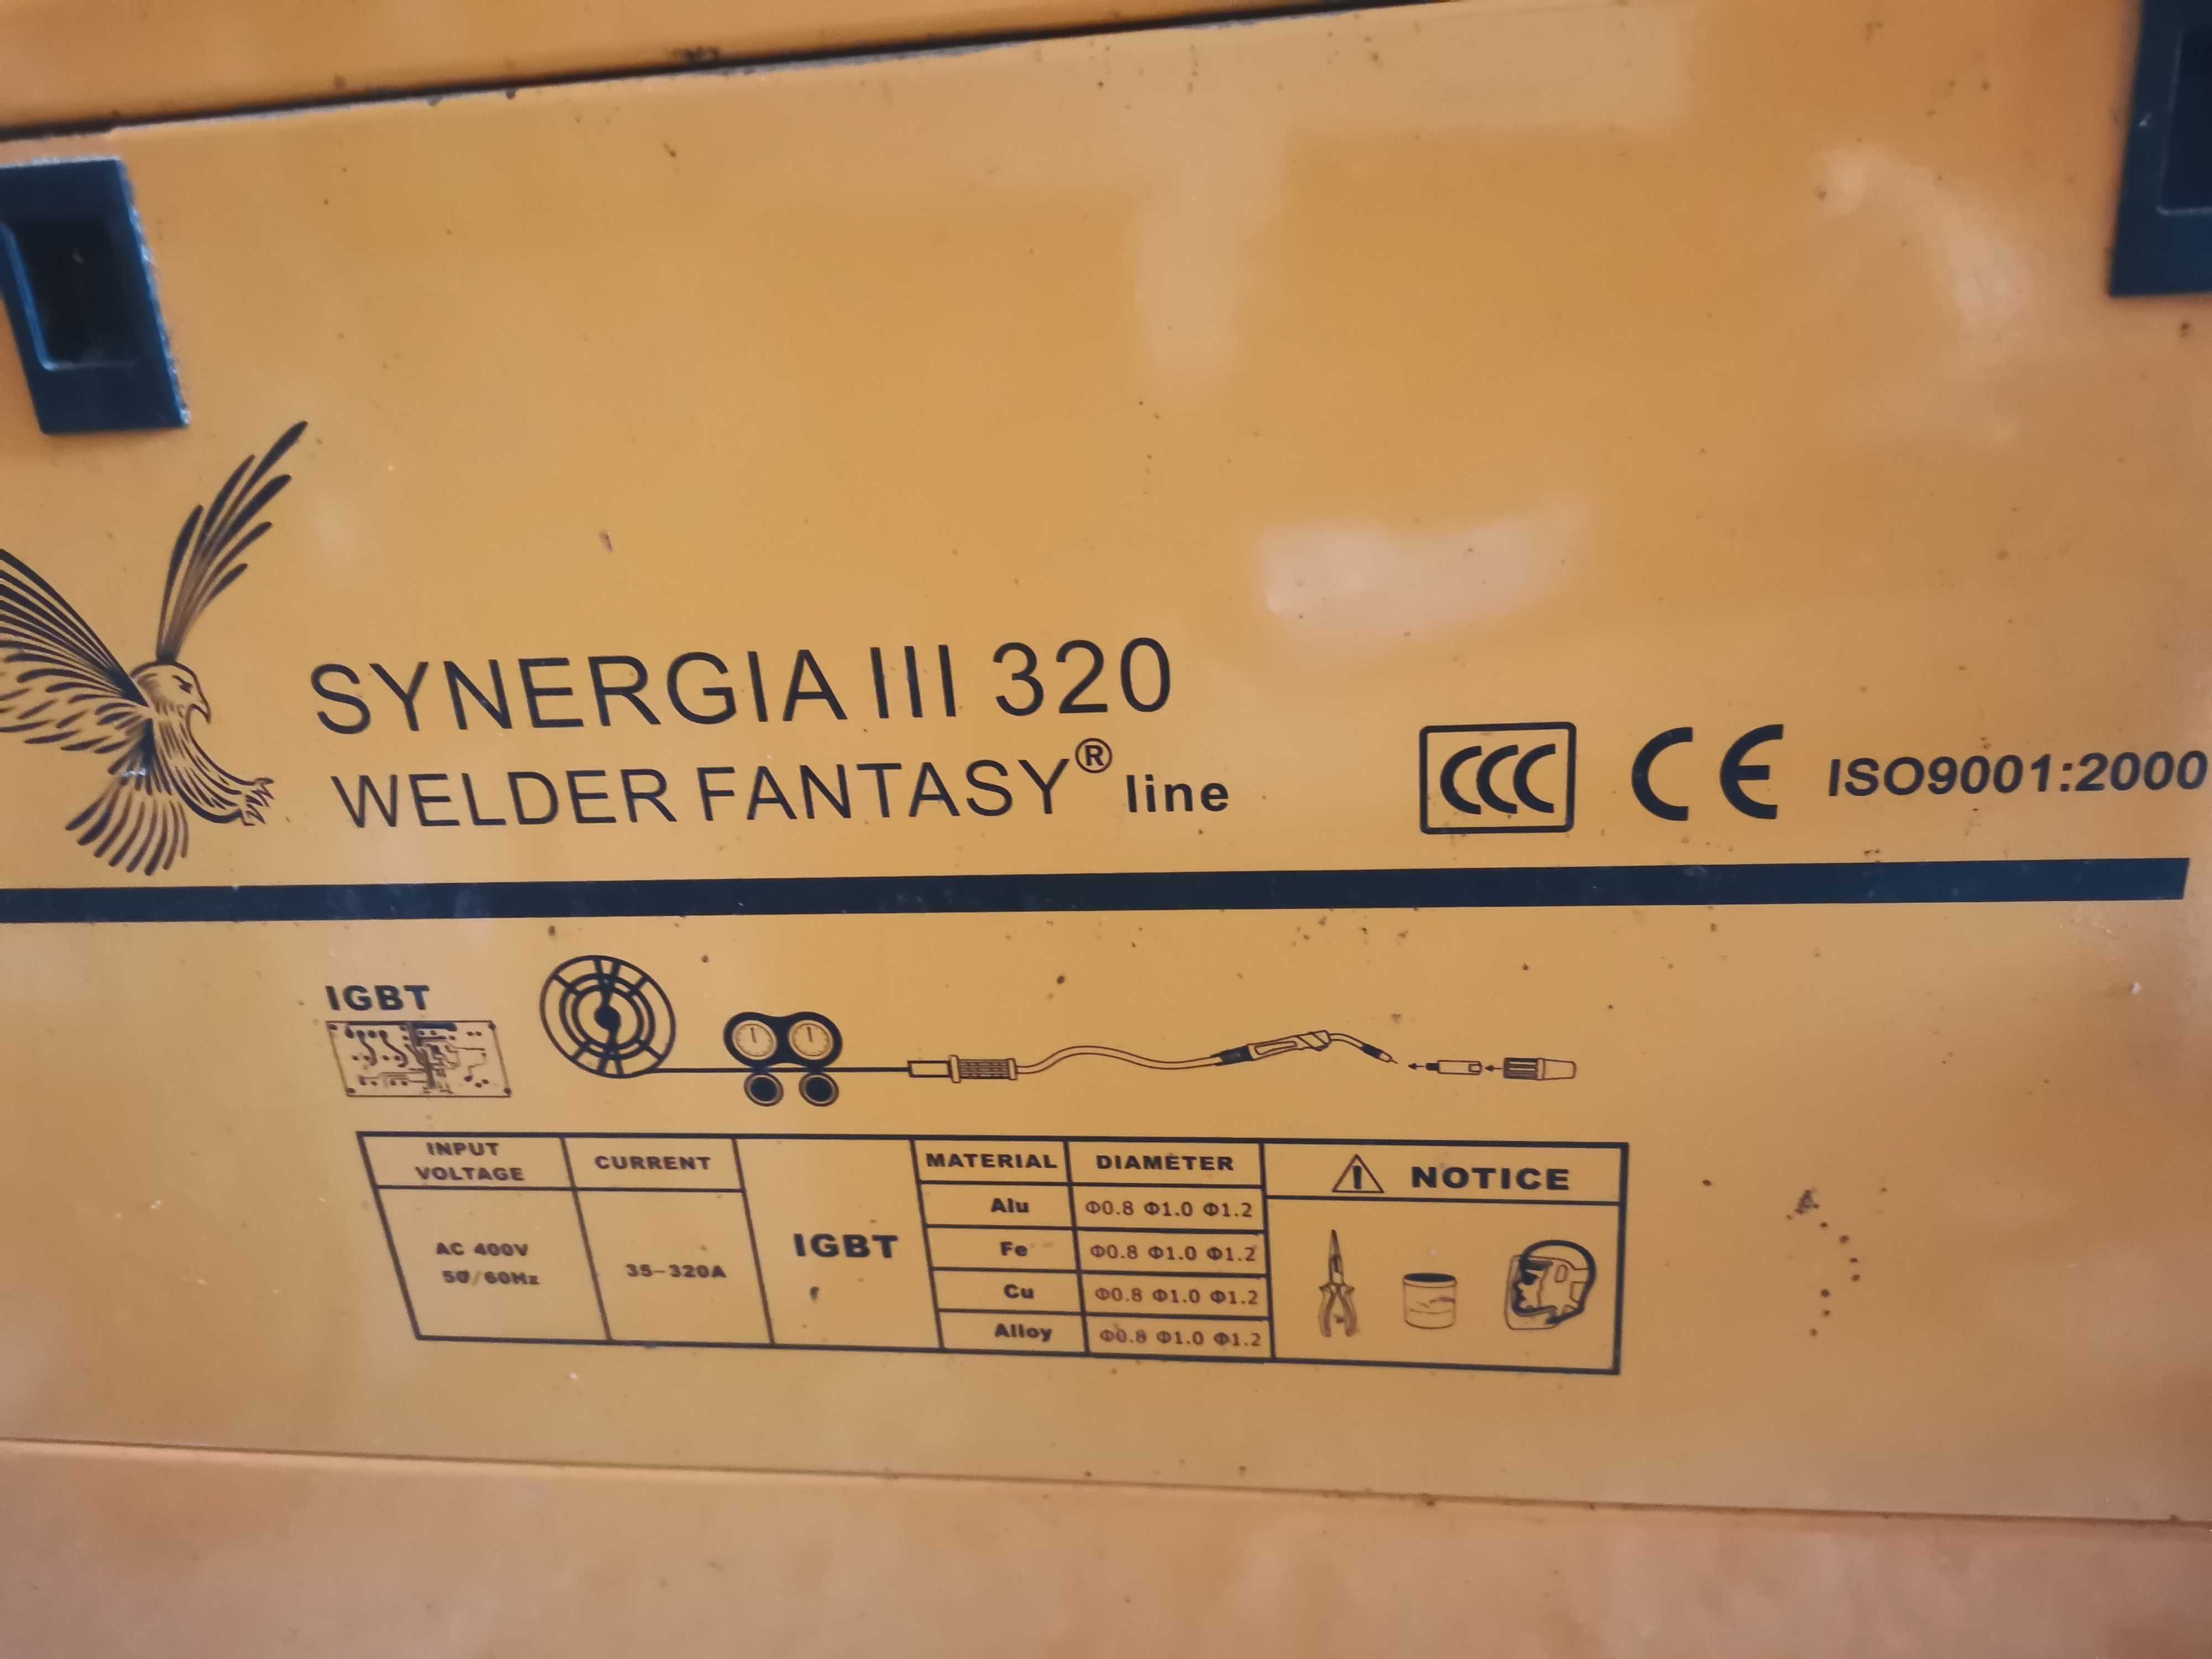 SYNERGIA III 320
WELDER FANTASY® line
CCC CE ISO9001:2000
IGBT
INPUT VOLTAGE CURRENT IGBT MATERIAL DIAMETER ⚠ NOTICE
AC 400V
50/60Hz
35-320A
Alu Φ0.8 Φ1.0 Φ1.2
Fe Φ0.8 Φ1.0 Φ1.2
Cu Φ0.8 Φ1.0 Φ1.2
Alloy Φ0.8 Φ1.0 Φ1.2